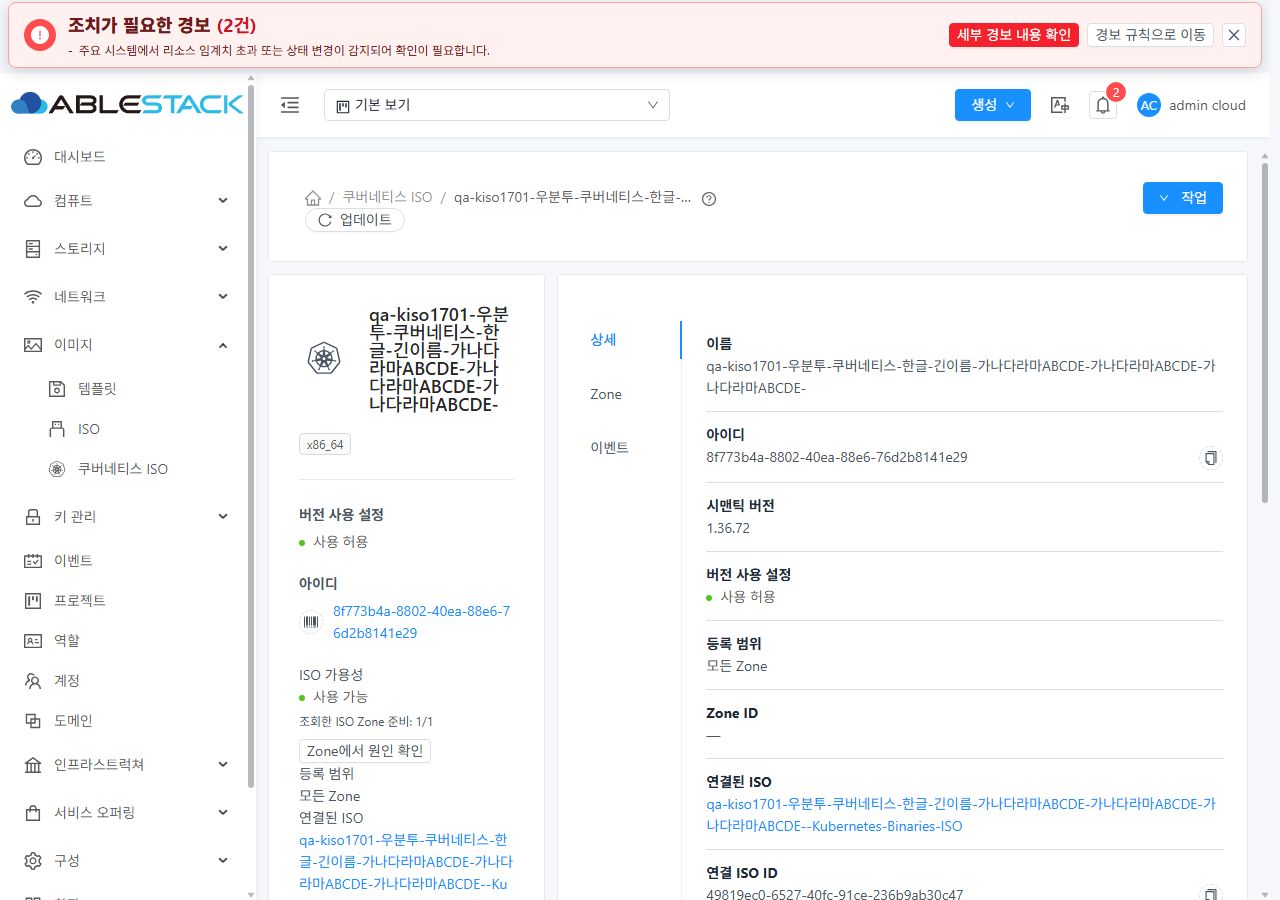 조치가 필요한 경보 (2건)
- 주요 시스템에서 리소스 임계치 초과 또는 상태 변경이 감지되어 확인이 필요합니다.
세부 경보 내용 확인
경보 규칙으로 이동
ABLESTACK
기본 보기
생성
2
AC
admin cloud
대시보드
컴퓨트
스토리지
네트워크
이미지
템플릿
ISO
쿠버네티스 ISO
키 관리
이벤트
프로젝트
역할
계정
도메인
인프라스트럭쳐
서비스 오퍼링
구성
/ 쿠버네티스 ISO / qa-kiso1701-우분투-쿠버네티스-한글-...
업데이트
작업
qa-kiso1701-우분
투-쿠버네티스-한
글-긴이름-가나다
라마ABCDE-가나
다라마ABCDE-가
나다라마ABCDE-
x86_64
버전 사용 설정
사용 허용
아이디
8f773b4a-8802-40ea-88e6-7
6d2b8141e29
ISO 가용성
사용 가능
조회한 ISO Zone 준비: 1/1
Zone에서 원인 확인
등록 범위
모든 Zone
연결된 ISO
qa-kiso1701-우분투-쿠버네티스-한
글-긴이름-가나다라마ABCDE-가나다
라마ABCDE-가나다라마ABCDE--Ku
상세
Zone
이벤트
이름
qa-kiso1701-우분투-쿠버네티스-한글-긴이름-가나다라마ABCDE-가나다라마ABCDE-가
나다라마ABCDE-
아이디
8f773b4a-8802-40ea-88e6-76d2b8141e29
시맨틱 버전
1.36.72
버전 사용 설정
사용 허용
등록 범위
모든 Zone
Zone ID
—
연결된 ISO
qa-kiso1701-우분투-쿠버네티스-한글-긴이름-가나다라마ABCDE-가나다라마ABCDE-가
나다라마ABCDE--Kubernetes-Binaries-ISO
연결 ISO ID
49819ec0-6527-40fc-91ce-236b9ab30c47